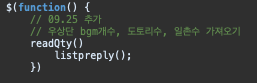 $(function() {
// 09.25 추가
// 우상단 bgm개수, 도토리수, 일촌수 가져오기
readQty()
listpreply();
})